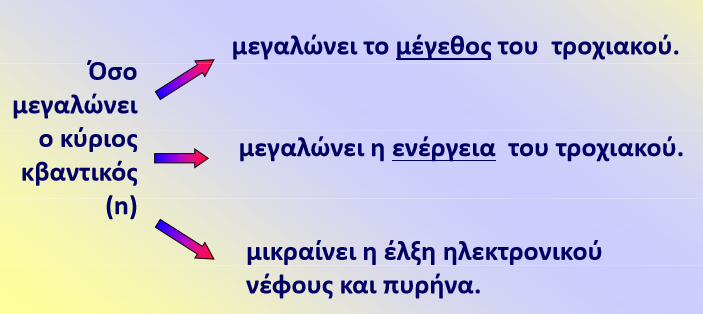 Όσο
μεγαλώνει
ο κύριος
κβαντικός
(n)
μεγαλώνει το μέγεθος του τροχιακού.
μεγαλώνει η ενέργεια του τροχιακού.
μικραίνει η έλξη ηλεκτρονικού
νέφους και πυρήνα.